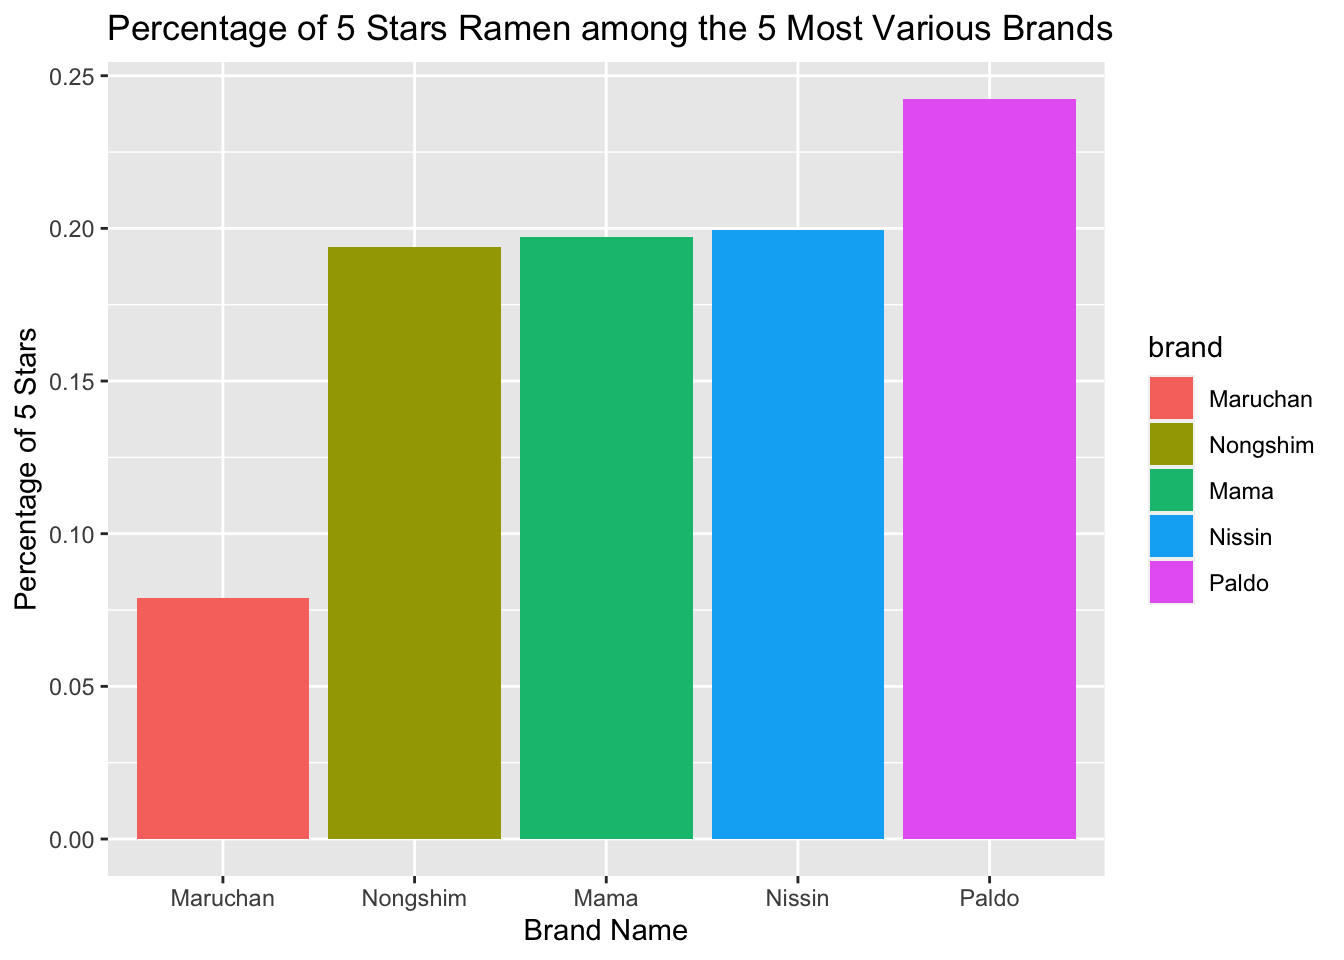 Percentage of 5 Stars Ramen among the 5 Most Various Brands
Percentage of 5 Stars
0.25
0.20
0.15
0.10
0.05
0.00
Maruchan
Nongshim
Mama
Nissin
Paldo
Brand Name
brand
Maruchan
Nongshim
Mama
Nissin
Paldo